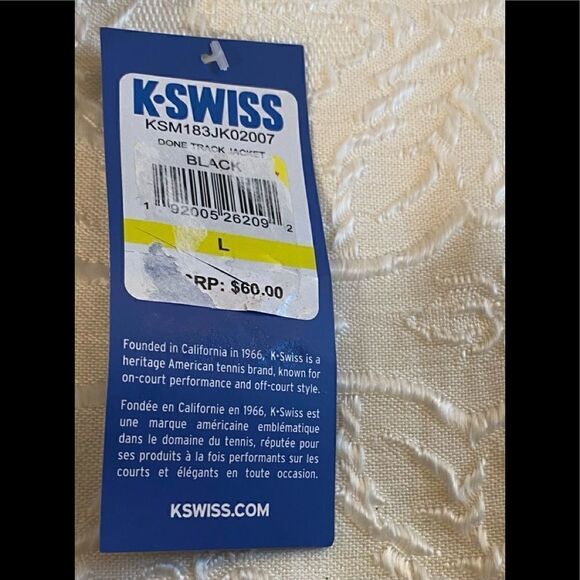 K·SWISS
KSM183JK02007
DONE TRACK JACKET
BLACK
1 92005 26209 2
L
RP: $60.00
Founded in California in 1966, K-Swiss is a
heritage American tennis brand, known for
on-court performance and off-court style.
Fondée en Californie en 1966, K-Swiss est
une marque américaine emblématique
dans le domaine du tennis, réputée pour
ses produits à la fois performants sur les
courts et élégants en toute occasion.
KSWISS.COM